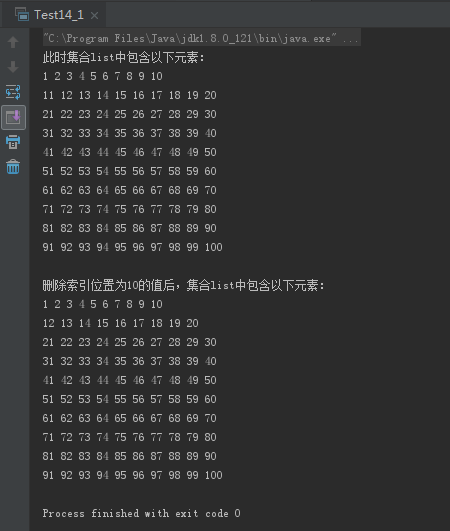 Test14_1
"C:\Program Files\Java\jdk1.8.0_121\bin\java.exe" ...
此时集合list中包含以下元素:
1 2 3 4 5 6 7 8 9 10
11 12 13 14 15 16 17 18 19 20
21 22 23 24 25 26 27 28 29 30
31 32 33 34 35 36 37 38 39 40
41 42 43 44 45 46 47 48 49 50
51 52 53 54 55 56 57 58 59 60
61 62 63 64 65 66 67 68 69 70
71 72 73 74 75 76 77 78 79 80
81 82 83 84 85 86 87 88 89 90
91 92 93 94 95 96 97 98 99 100
删除索引位置为10的值后，集合list中包含以下元素:
1 2 3 4 5 6 7 8 9 10
12 13 14 15 16 17 18 19 20
21 22 23 24 25 26 27 28 29 30
31 32 33 34 35 36 37 38 39 40
41 42 43 44 45 46 47 48 49 50
51 52 53 54 55 56 57 58 59 60
61 62 63 64 65 66 67 68 69 70
71 72 73 74 75 76 77 78 79 80
81 82 83 84 85 86 87 88 89 90
91 92 93 94 95 96 97 98 99 100
Process finished with exit code 0